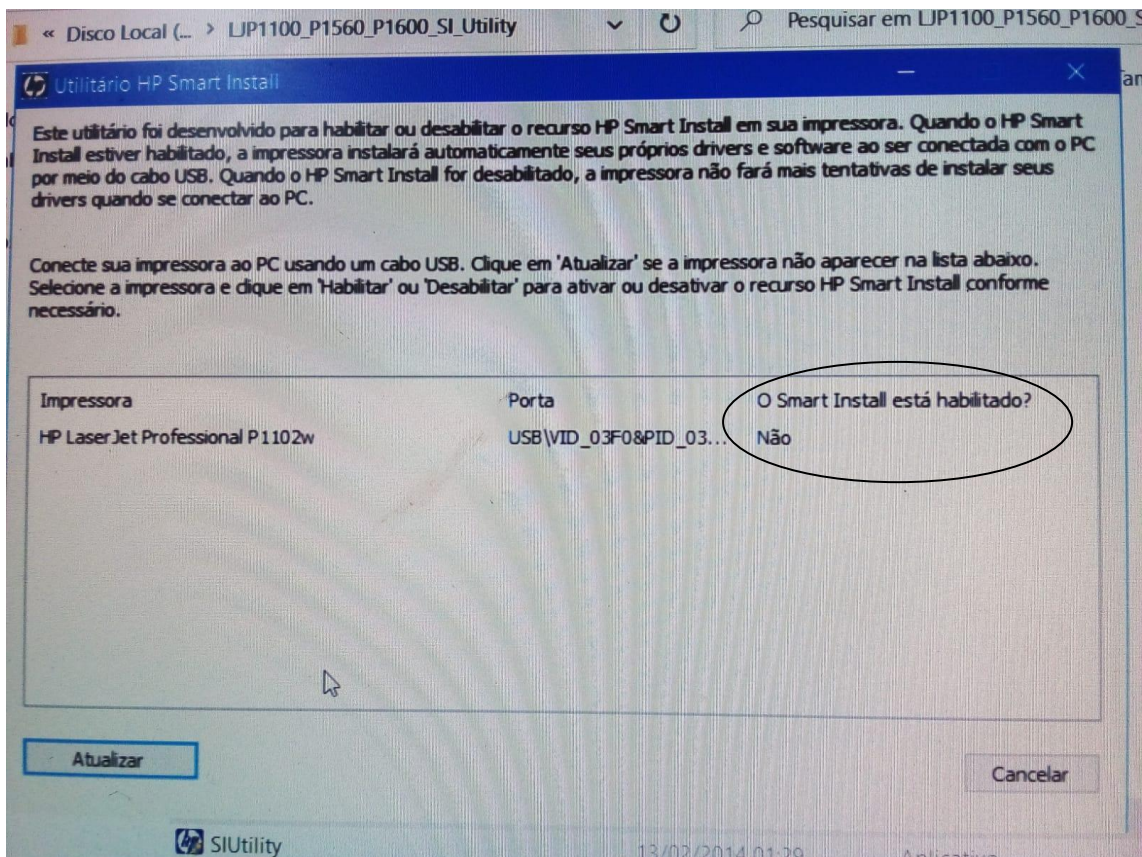 « Disco Local (... > LJP1100_P1560_P1600_SI_Utility
Pesquisar em LJP1100_P1560_P1600_S
Utilitário HP Smart Install
Este utilitário foi desenvolvido para habilitar ou desabilitar o recurso HP Smart Install em sua impressora. Quando o HP Smart
Install estiver habilitado, a impressora instalará automaticamente seus próprios drivers e software ao ser conectada com o PC
por meio do cabo USB. Quando o HP Smart Install for desabilitado, a impressora não fará mais tentativas de instalar seus
drivers quando se conectar ao PC.
Conecte sua impressora ao PC usando um cabo USB. Clique em 'Atualizar' se a impressora não aparecer na lista abaixo.
Selecione a impressora e clique em 'Habilitar' ou 'Desabilitar' para ativar ou desativar o recurso HP Smart Install conforme
necessário.
Impressora Porta O Smart Install está habilitado?
HP LaserJet Professional P1102w USB\VID_03F0&PID_03... Não
Atualizar
Cancelar
SIUtility 13/02/2014 01:29 Aplicativo